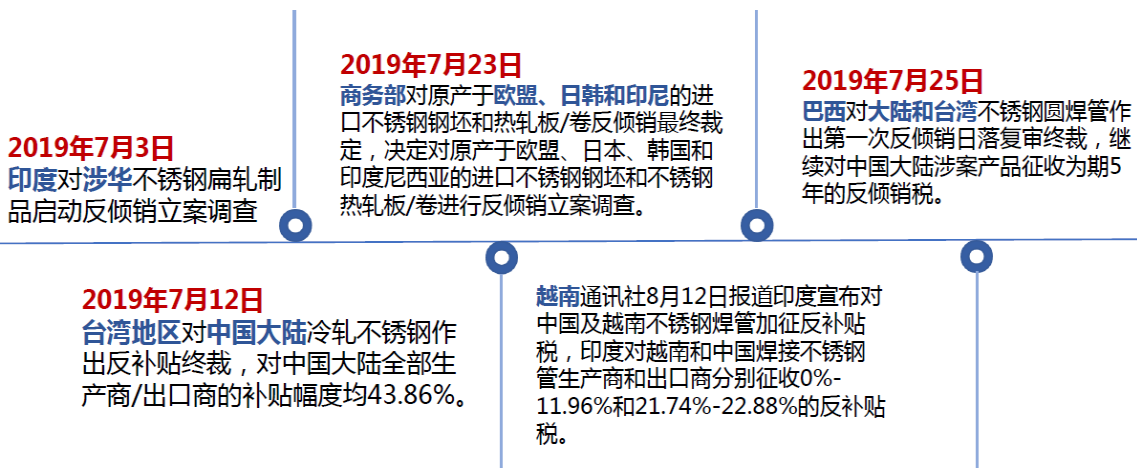 2019年7月3日
印度对涉华不锈钢扁轧制
品启动反倾销立案调查
2019年7月12日
台湾地区对中国大陆冷轧不锈钢作
出反补贴终裁，对中国大陆全部生
产商/出口商的补贴幅度均43.86%。
2019年7月23日
商务部对原产于欧盟、日韩和印尼的进
口不锈钢钢坯和热轧板/卷反倾销最终裁
定，决定对原产于欧盟、日本、韩国和
印度尼西亚的进口不锈钢钢坯和不锈钢
热轧板/卷进行反倾销立案调查。
越南通讯社8月12日报道印度宣布对
中国及越南不锈钢焊管加征反补贴
税，印度对越南和中国焊接不锈钢
管生产商和出口商分别征收0%-
11.96%和21.74%-22.88%的反补贴
税。
2019年7月25日
巴西对大陆和台湾不锈钢圆焊管作
出第一次反倾销日落复审终裁，继
续对中国大陆涉案产品征收为期5
年的反倾销税。